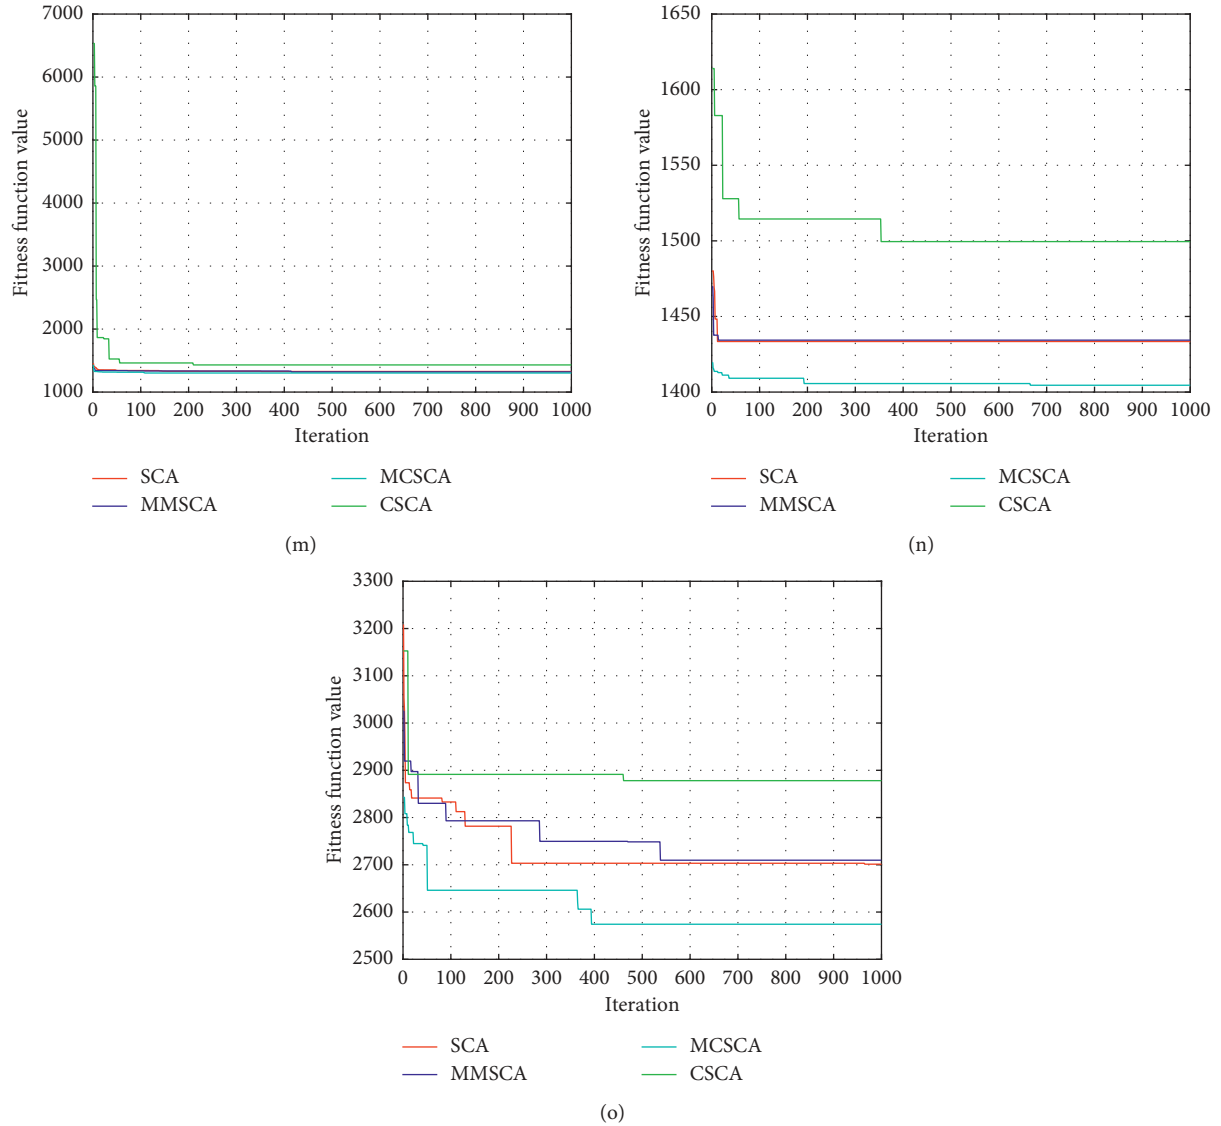 7000
6000
5000
4000
3000
2000
1000
Fitness function value
0 100 200 300 400 500 600 700 800 900 1000
Iteration
SCA
MMSCA
MCSCA
CSCA
(m)
1650
1600
1550
1500
1450
1400
Fitness function value
0 100 200 300 400 500 600 700 800 900 1000
Iteration
SCA
MMSCA
MCSCA
CSCA
(n)
3300
3200
3100
3000
2900
2800
2700
2600
2500
Fitness function value
0 100 200 300 400 500 600 700 800 900 1000
Iteration
SCA
MMSCA
MCSCA
CSCA
(o)